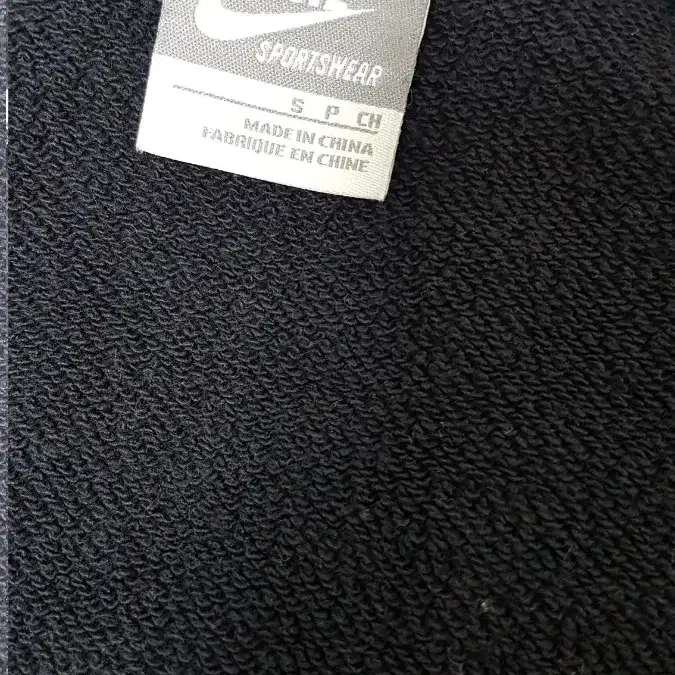 SPORTSWEAR
S P CH
MADE IN CHINA
FABRIQUE EN CHINE